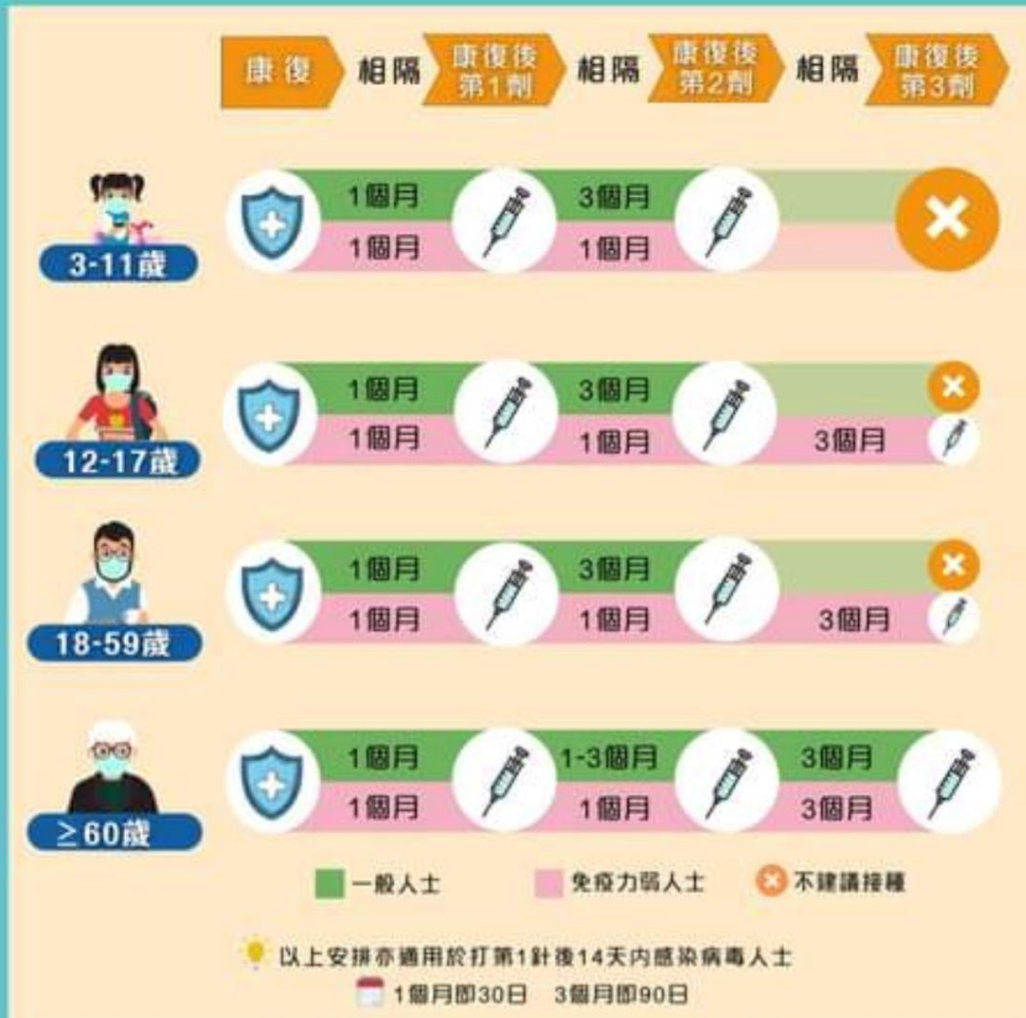 康復 相隔 康復後第1劑 相隔 康復後第2劑 相隔 康復後第3劑
1個月 3個月
1個月 1個月
3-11歲
1個月 3個月
1個月 1個月 3個月
12-17歲
1個月 3個月
1個月 1個月 3個月
18-59歲
1個月 1-3個月 3個月
1個月 1個月 3個月
≥60歲
一般人士 免疫力弱人士 不建議接種
以上安排亦適用於打第1針後14天內感染病毒人士
1個月即30日 3個月即90日